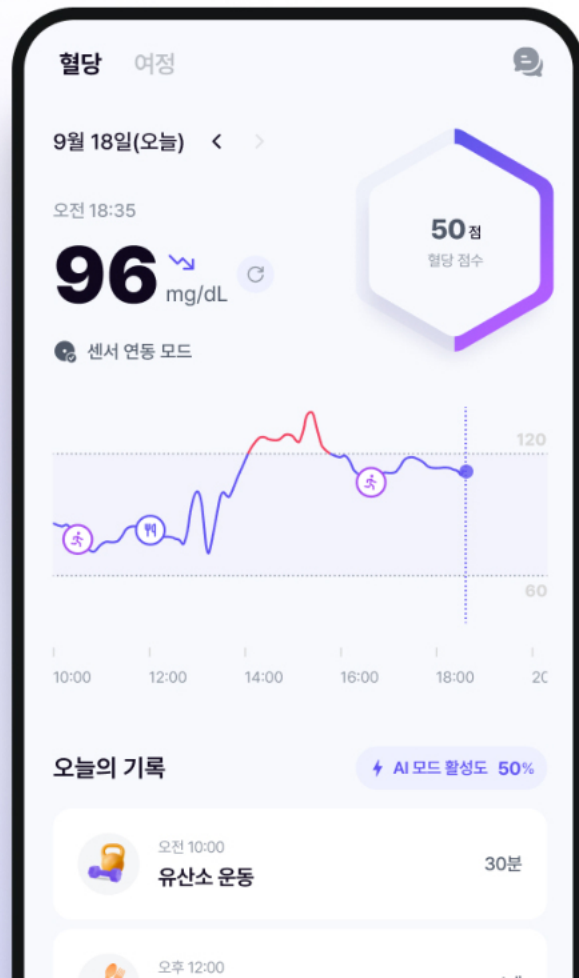 혈당 여정
9월 18일(오늘)
오전 18:35
96 mg/dL
50점
혈당 점수
센서 연동 모드
120
60
10:00 12:00 14:00 16:00 18:00
오늘의 기록
AI 모드 활성도 50%
오전 10:00
유산소 운동
30분
오후 12:00